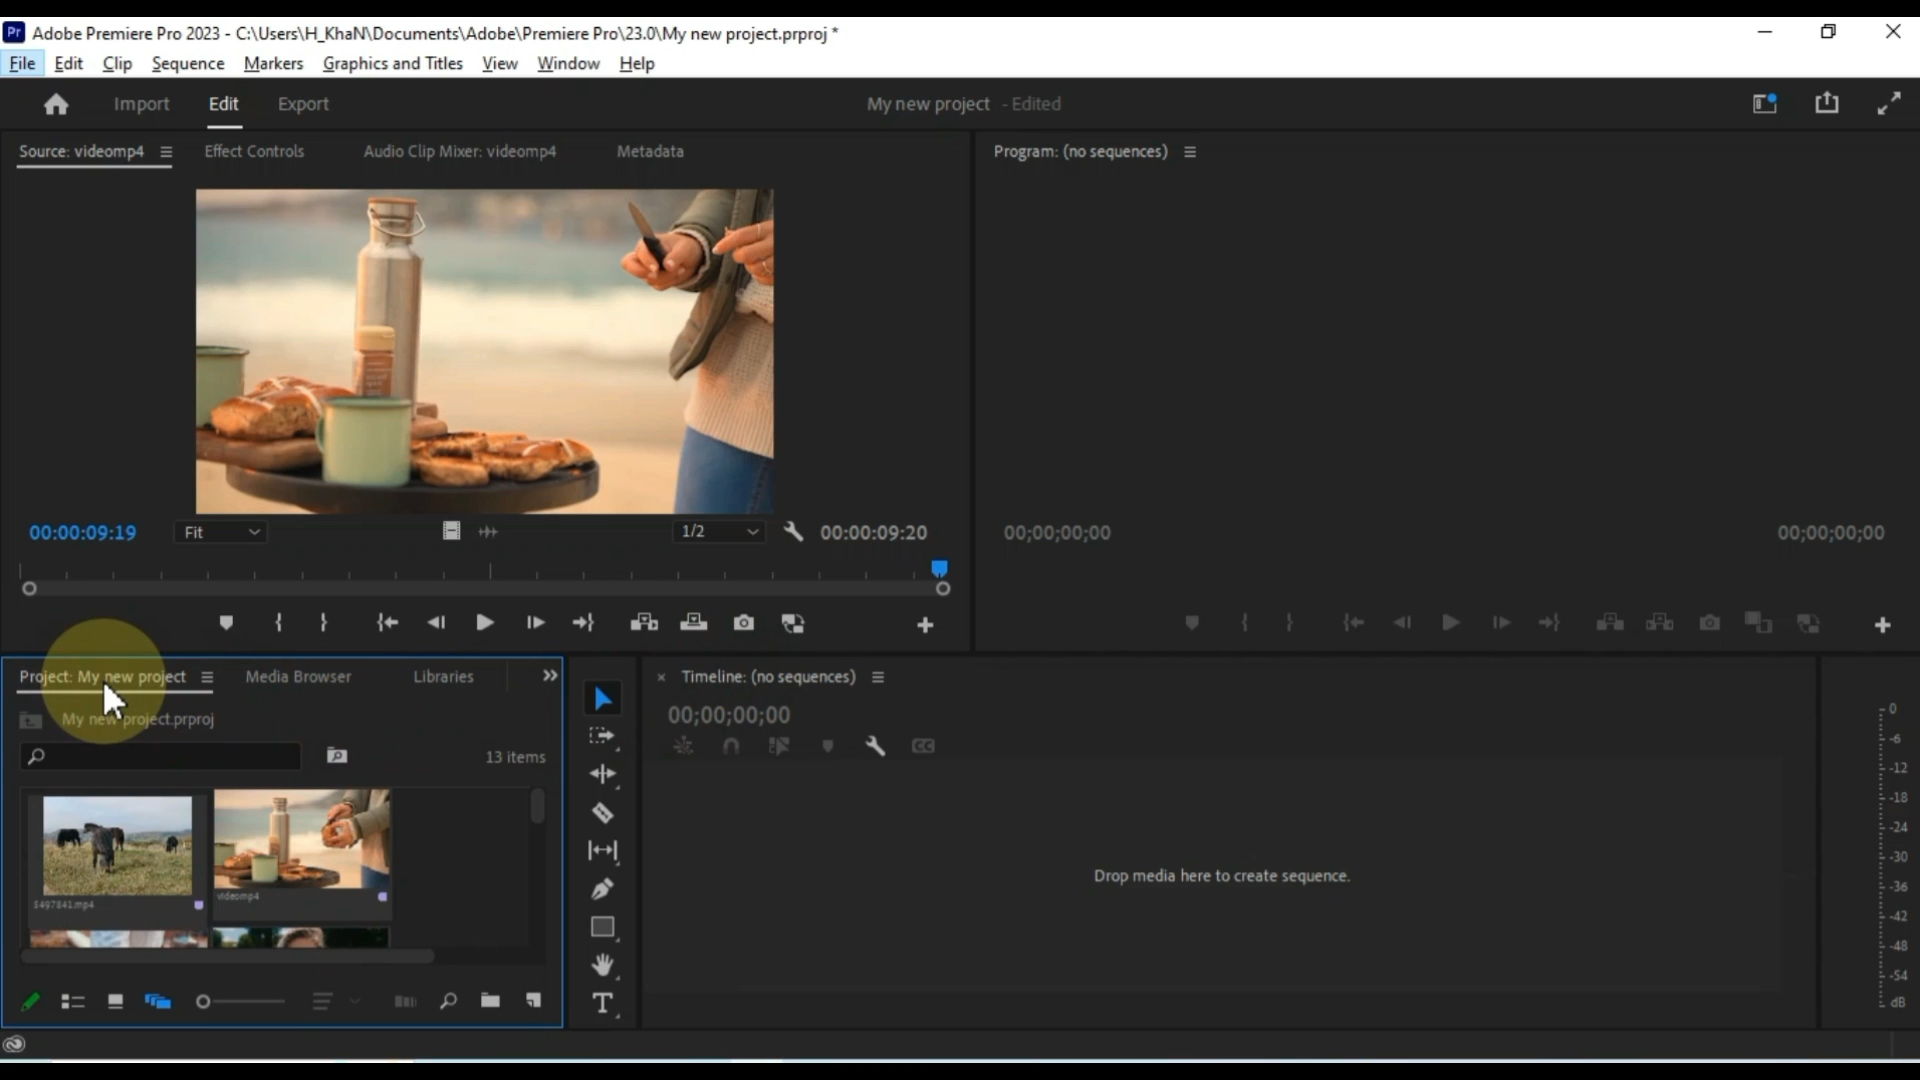 Pr Adobe Premiere Pro 2023 - C:\Users\H_KhaN\Documents\Adobe\Premiere Pro\23.0\My new project.prproj *
File Edit Clip Sequence Markers Graphics and Titles View Window Help
Import Edit Export My new project - Edited
Source: videomp4 Effect Controls Audio Clip Mixer: videomp4 Metadata Program: (no sequences)
00:00:09:19 Fit 1/2 00:00:09:20 00;00;00;00 00;00;00;00
Project: My new project Media Browser Libraries Timeline: (no sequences)
My new project.prproj 00;00;00;00
13 items
CC
Drop media here to create sequence.
5497841.mp4 videomp4
T
0
-6
-12
-18
-24
-30
-36
-42
-48
-54
dB